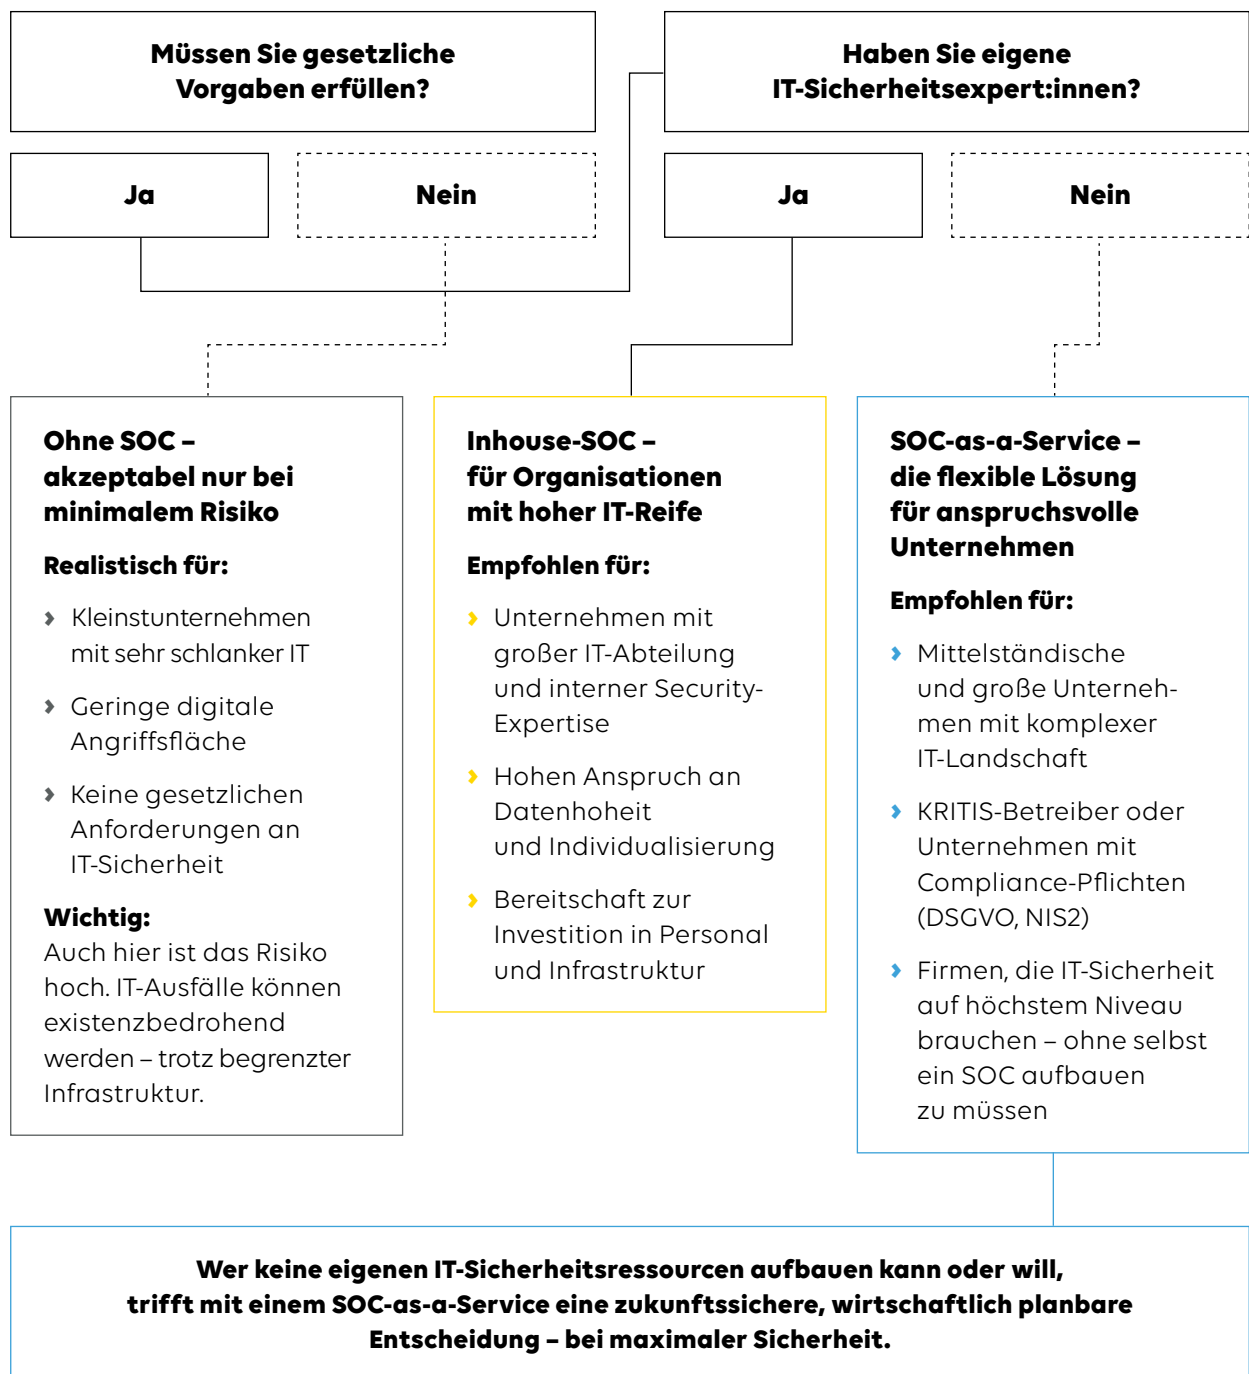 Müssen Sie gesetzliche
Vorgaben erfüllen?
Ja
Nein
Haben Sie eigene
IT-Sicherheitsexpert:innen?
Ja
Nein
Ohne SOC –
akzeptabel nur bei
minimalem Risiko
Realistisch für:
Kleinstunternehmen
mit sehr schlanker IT
Geringe digitale
Angriffsfläche
Keine gesetzlichen
Anforderungen an
IT-Sicherheit
Wichtig:
Auch hier ist das Risiko
hoch. IT-Ausfälle können
existenzbedrohend
werden – trotz begrenzter
Infrastruktur.
Inhouse-SOC –
für Organisationen
mit hoher IT-Reife
Empfohlen für:
Unternehmen mit
großer IT-Abteilung
und interner Security-
Expertise
Hohen Anspruch an
Datenhoheit
und Individualisierung
Bereitschaft zur
Investition in Personal
und Infrastruktur
SOC-as-a-Service –
die flexible Lösung
für anspruchsvolle
Unternehmen
Empfohlen für:
Mittelständische
und große Unterneh-
men mit komplexer
IT-Landschaft
KRITIS-Betreiber oder
Unternehmen mit
Compliance-Pflichten
(DSGVO, NIS2)
Firmen, die IT-Sicherheit
auf höchstem Niveau
brauchen – ohne selbst
ein SOC aufbauen
zu müssen
Wer keine eigenen IT-Sicherheitsressourcen aufbauen kann oder will,
trifft mit einem SOC-as-a-Service eine zukunftssichere, wirtschaftlich planbare
Entscheidung – bei maximaler Sicherheit.